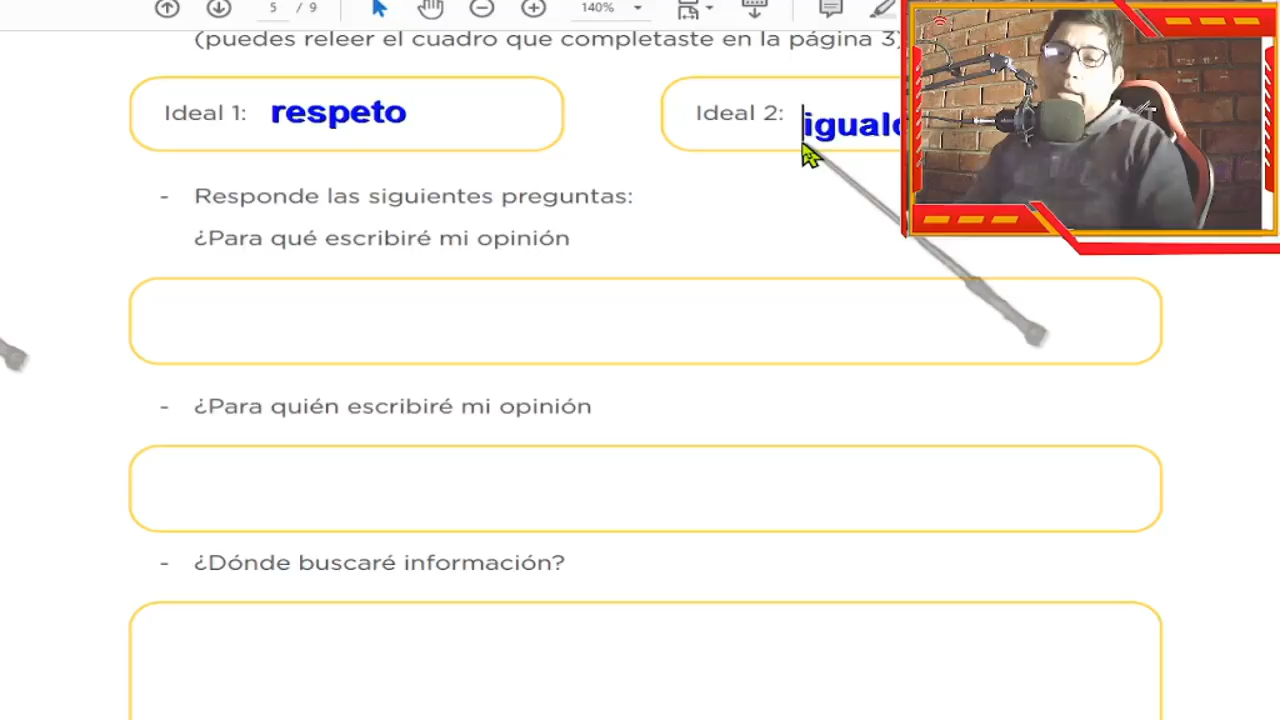 5 / 9
140%
(puedes releer el cuadro que completaste en la página 3)
Ideal 1: respeto
Ideal 2:
- Responde las siguientes preguntas:
¿Para qué escribiré mi opinión
- ¿Para quién escribiré mi opinión
- ¿Dónde buscaré información?